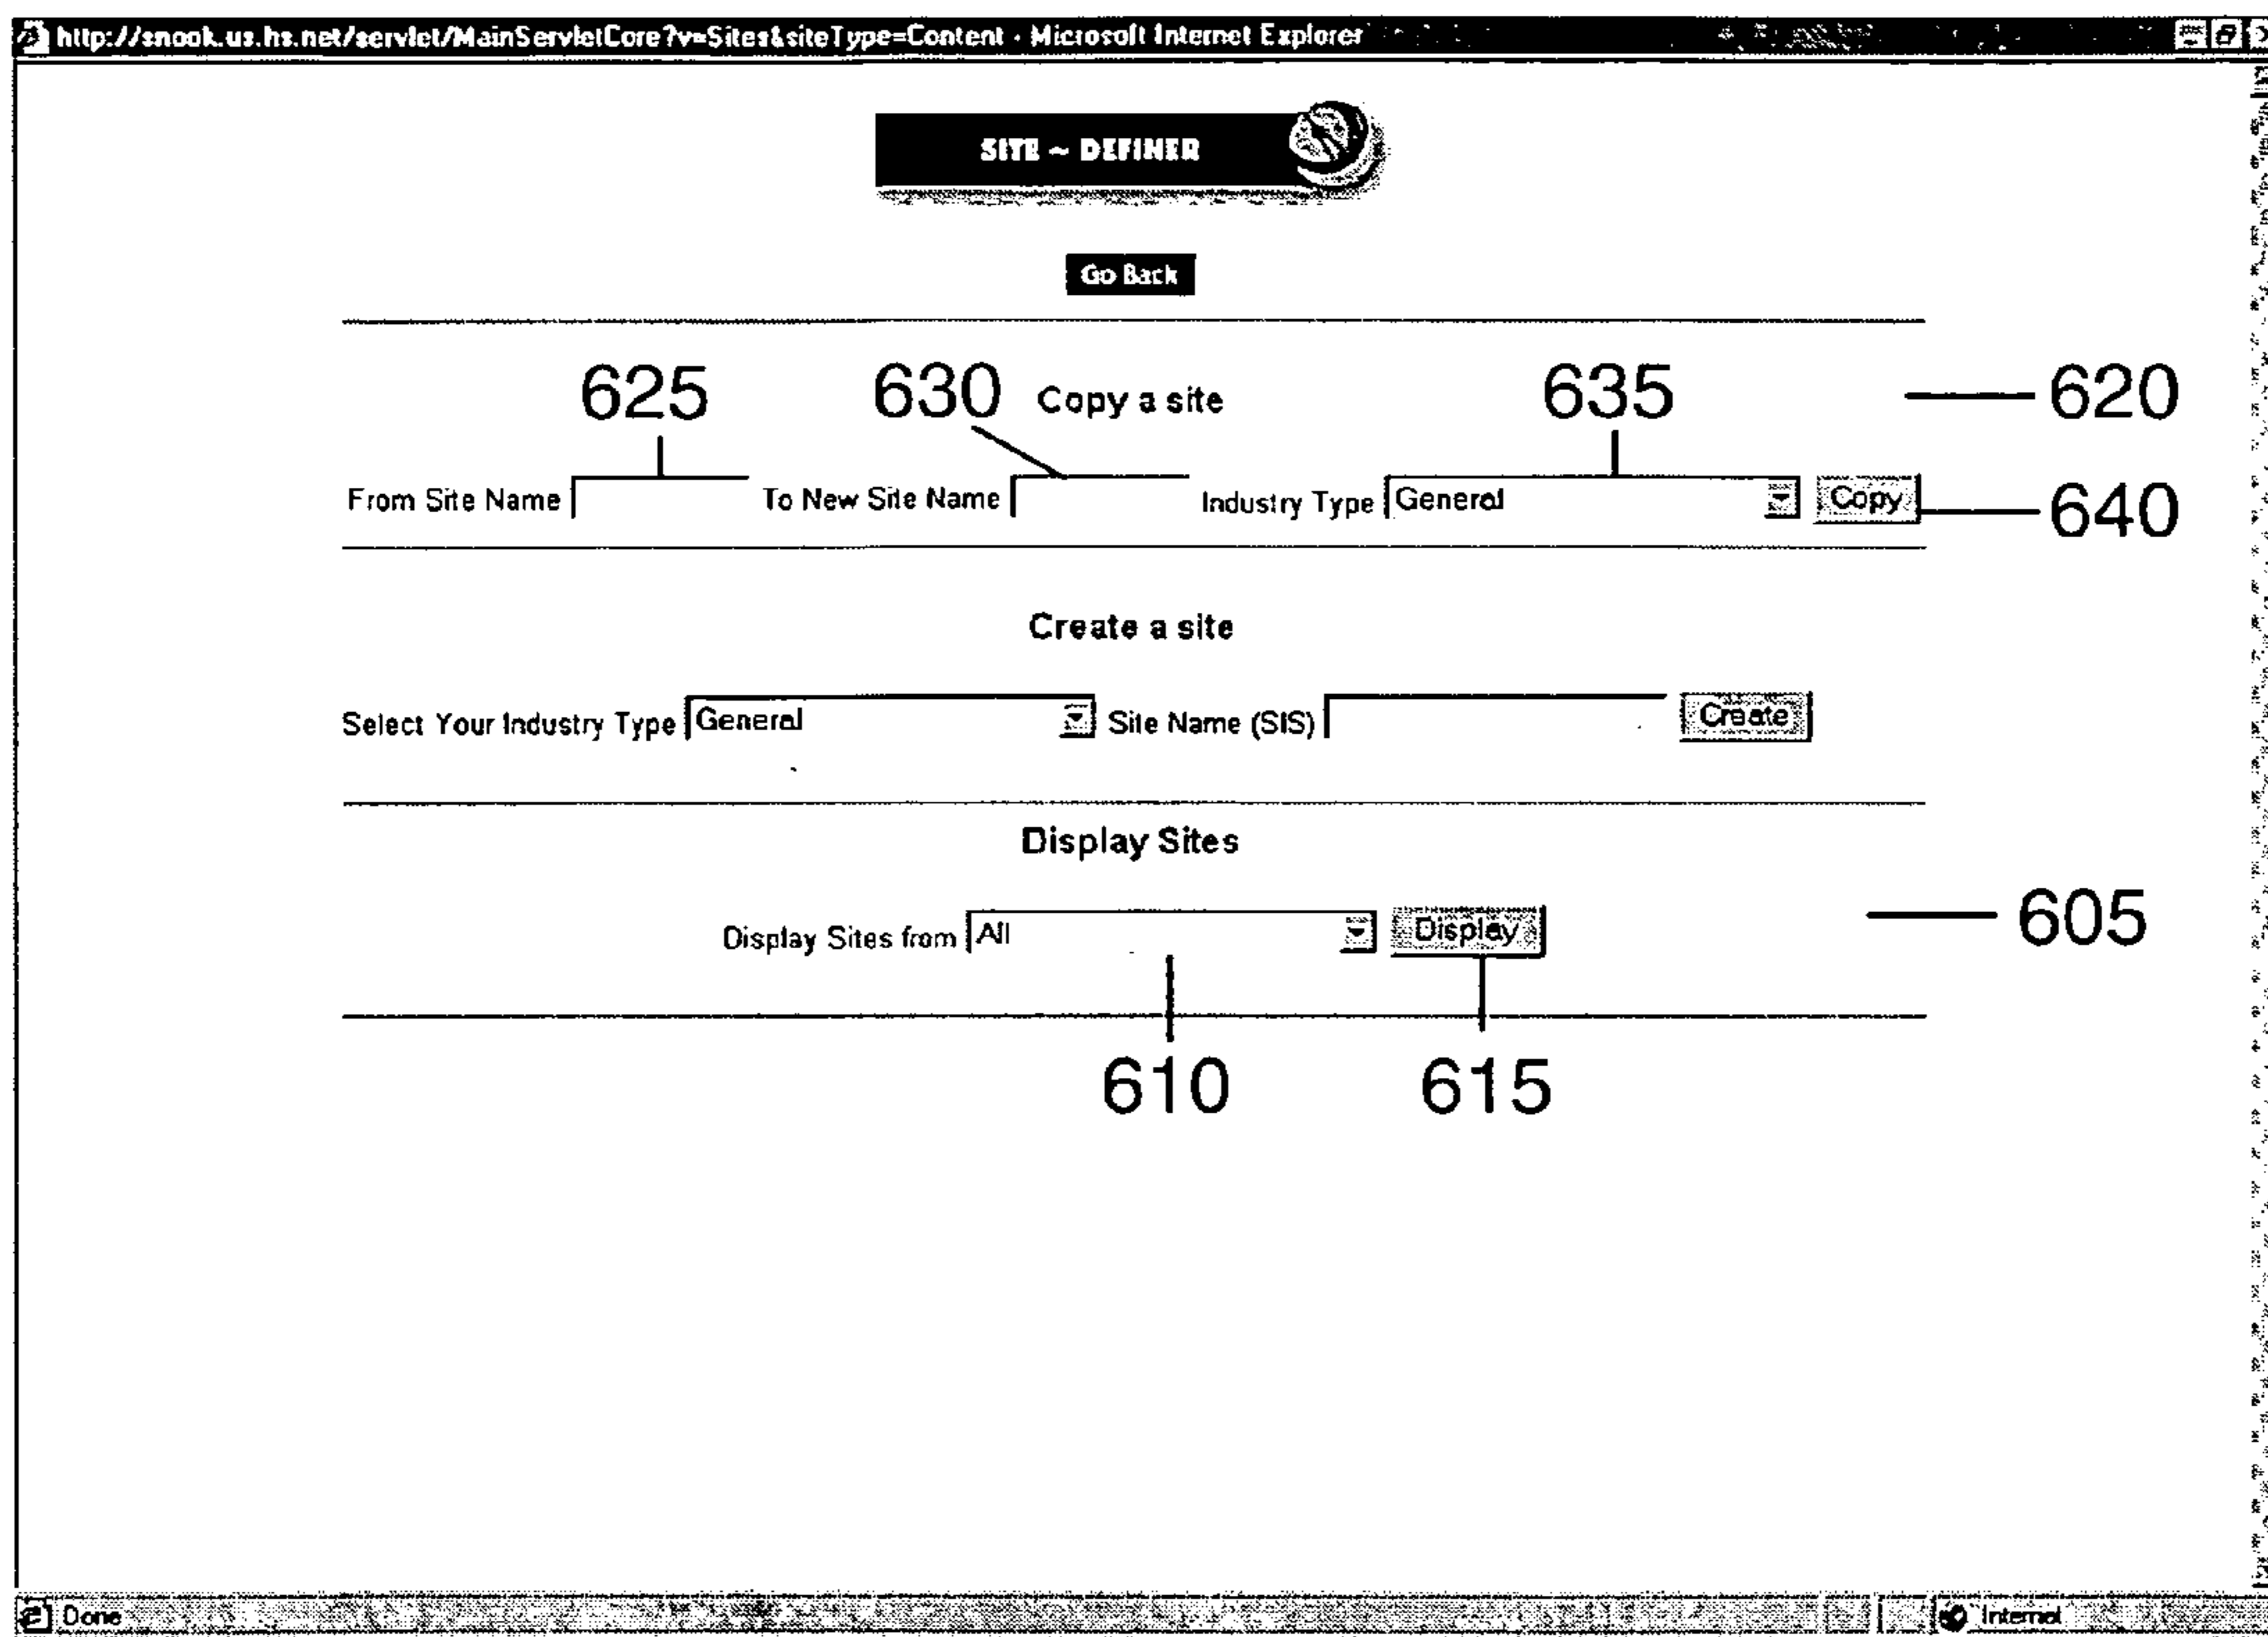 http://snook.us.hs.net/servlet/MainServletCore?v=Sites&siteType=Content - Microsoft Internet Explorer
SITE ~ DEFINER
Go Back
625 630 Copy a site 635 620
From Site Name To New Site Name Industry Type General Copy 640
Create a site
Select Your Industry Type General Site Name (SIS) Create
Display Sites
605
Display Sites from All Display
610 615
Done Internet